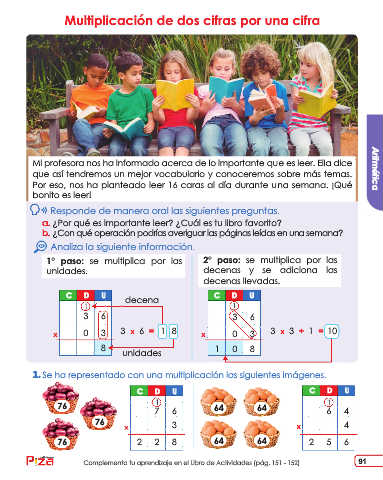 Multiplicación de dos cifras por una cifra
Mi profesora nos ha informado acerca de lo importante que es leer. Ella dice
que así tendremos un mejor vocabulario y conoceremos sobre más temas.
Por eso, nos ha planteado leer 16 caras al día durante una semana. ¡Qué
bonito es leer!
Aritmética
Responde de manera oral las siguientes preguntas.
a. ¿Por qué es importante leer? ¿Cuál es tu libro favorito?
b. ¿Con qué operación podrías averiguar las páginas leídas en una semana?
Analiza la siguiente información.
1° paso: se multiplica por las
unidades.
2° paso: se multiplica por las
decenas y se adiciona las
decenas llevadas.
C D U
1
3 6
x 0 3
8
decena
3 x 6 = 1 8
unidades
C D U
1
3 6
x 0 3
1 0 8
3 x 3 + 1 = 10
1. Se ha representado con una multiplicación las siguientes imágenes.
76
76
76
C D U
1
7 6
x 3
2 2 8
64 64
64 64
C D U
1
6 4
x 4
2 5 6
Piza
Complementa tu aprendizaje en el Libro de Actividades (pág. 151 - 152)
91